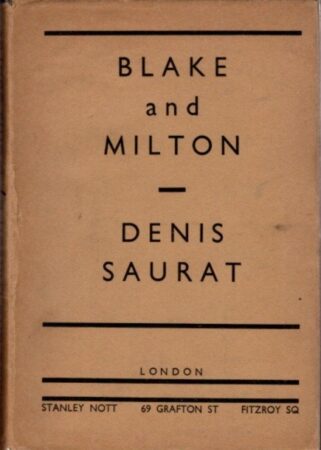 BLAKE
and
MILTON
DENIS
SAURAT
LONDON
STANLEY NOTT 69 GRAFTON ST FITZROY SQ